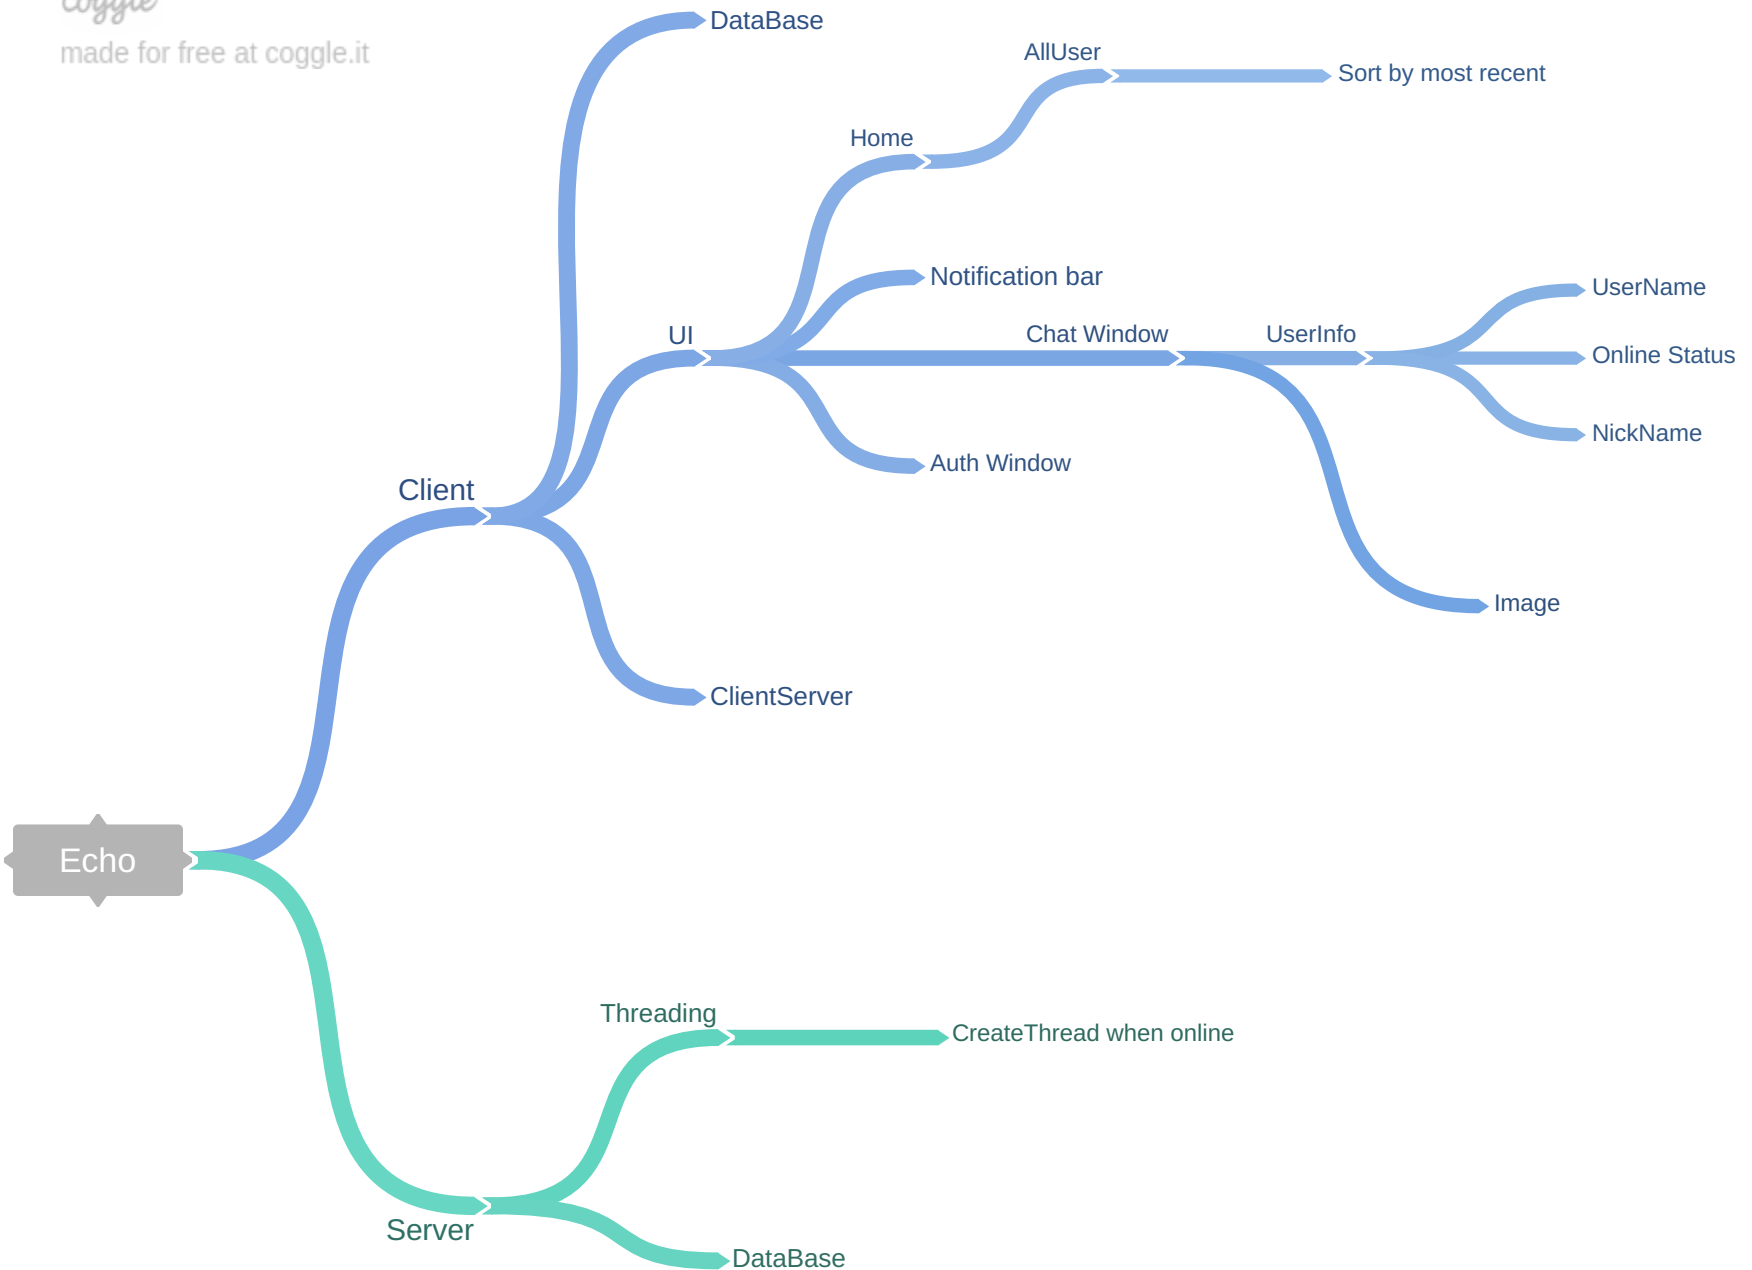 coggle
made for free at coggle.it
DataBase
AllUser
Sort by most recent
Home
Notification bar
UI
Chat Window
UserInfo
UserName
Online Status
NickName
Auth Window
Client
Image
ClientServer
Echo
Threading
CreateThread when online
Server
DataBase